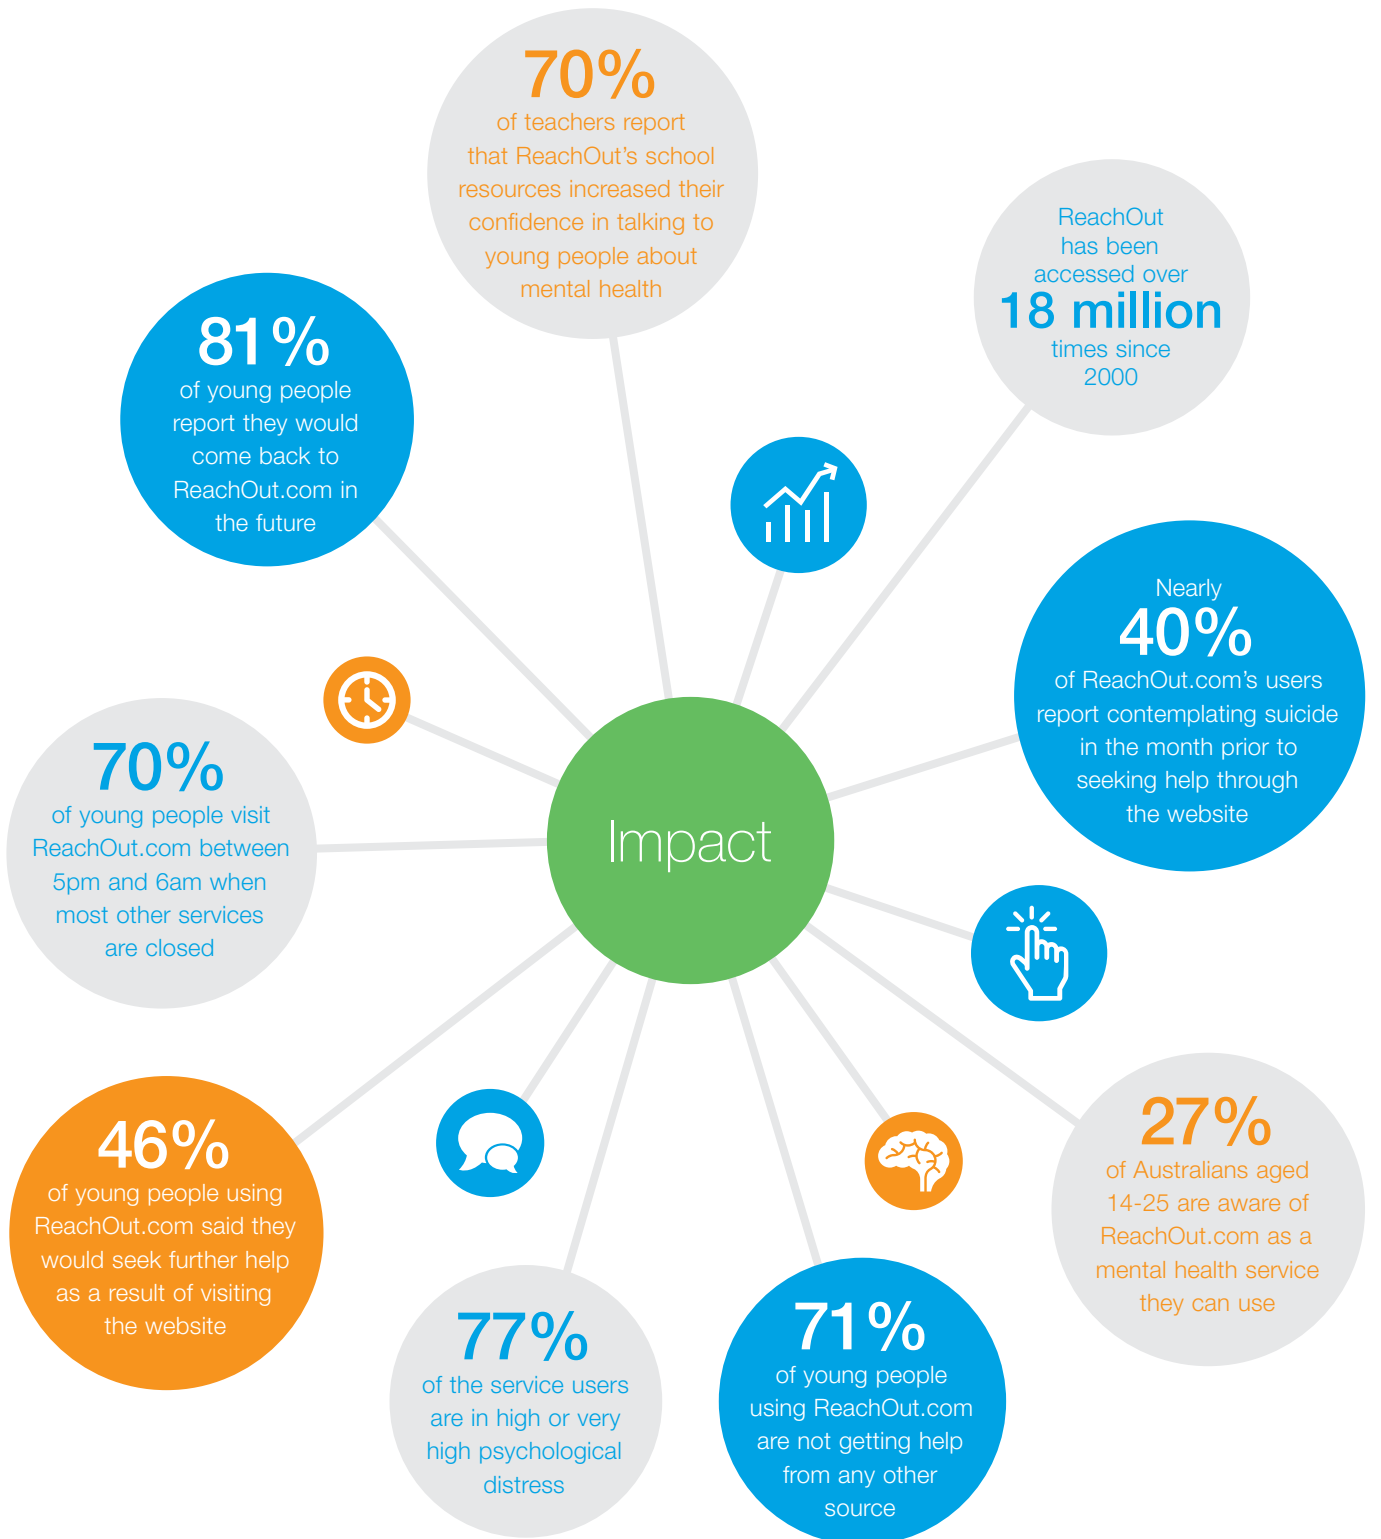 70%
of teachers report
that ReachOut’s school
resources increased their
confidence in talking to
young people about
mental health
ReachOut
has been
accessed over
18 million
times since
2000
81%
of young people
report they would
come back to
ReachOut.com in
the future
Nearly
40%
of ReachOut.com’s users
report contemplating suicide
in the month prior to
seeking help through
the website
70%
of young people visit
ReachOut.com between
5pm and 6am when
most other services
are closed
Impact
46%
of young people using
ReachOut.com said they
would seek further help
as a result of visiting
the website
27%
of Australians aged
14-25 are aware of
ReachOut.com as a
mental health service
they can use
77%
of the service users
are in high or very
high psychological
distress
71%
of young people
using ReachOut.com
are not getting help
from any other
source